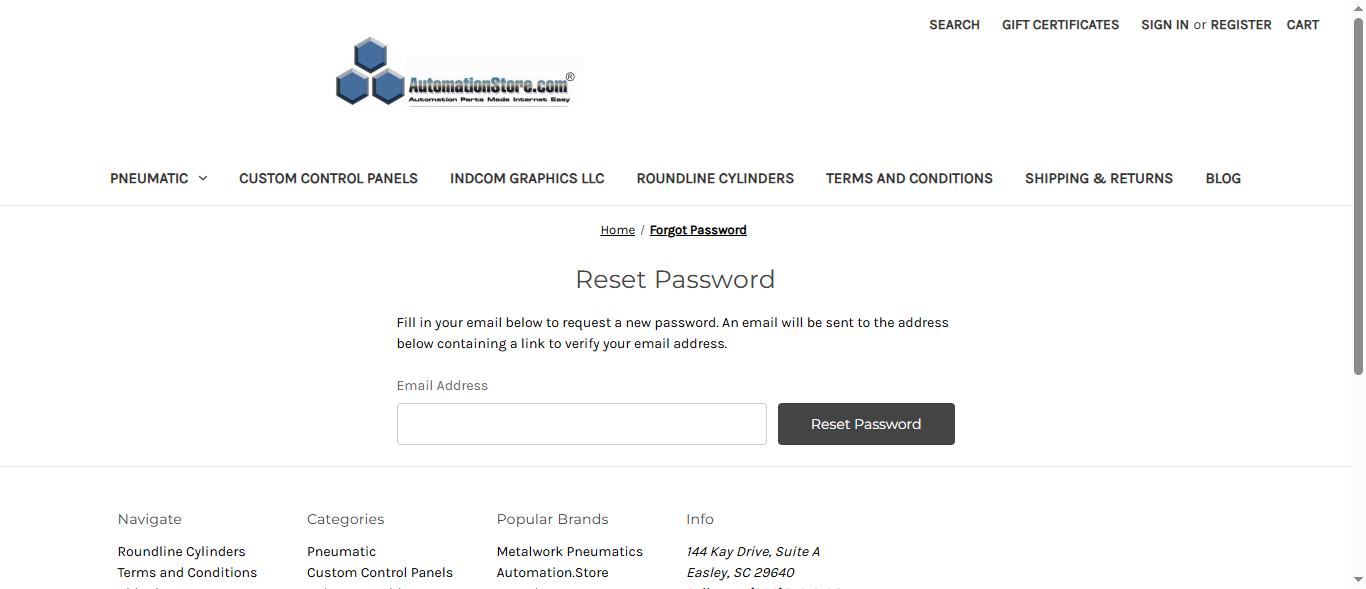 SEARCH GIFT CERTIFICATES SIGN IN or REGISTER CART
AutomationStore.com®
Automation Parts Made Internet Easy
PNEUMATIC CUSTOM CONTROL PANELS INDCOM GRAPHICS LLC ROUNDLINE CYLINDERS TERMS AND CONDITIONS SHIPPING & RETURNS BLOG
Home / Forgot Password
Reset Password
Fill in your email below to request a new password. An email will be sent to the address
below containing a link to verify your email address.
Email Address
Reset Password
Navigate
Roundline Cylinders
Terms and Conditions
Categories
Pneumatic
Custom Control Panels
Popular Brands
Metalwork Pneumatics
Automation.Store
Info
144 Kay Drive, Suite A
Easley, SC 29640